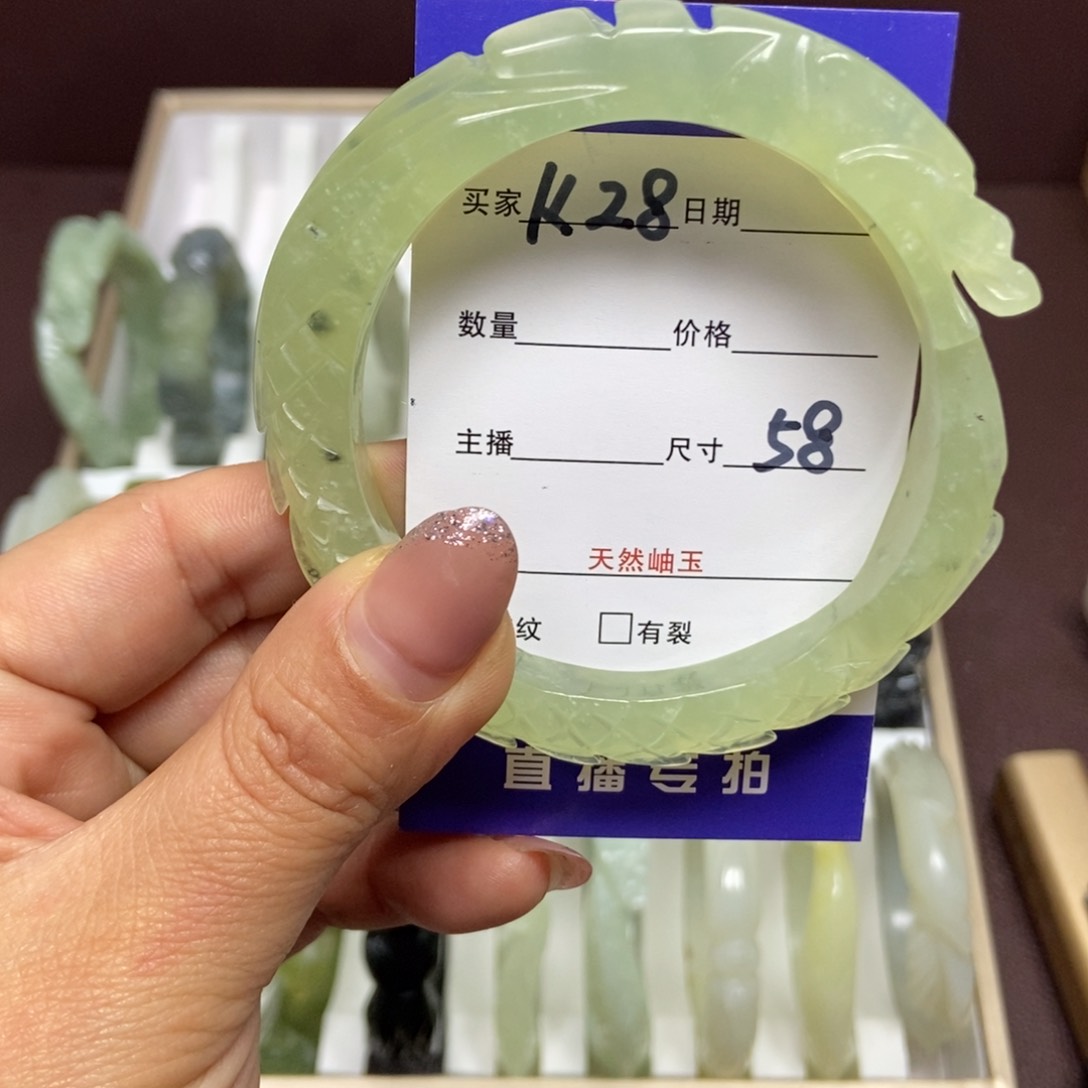 买家 K28 日期
数量 价格
主播 尺寸 58
天然岫玉
纹 □有裂
直播专拍